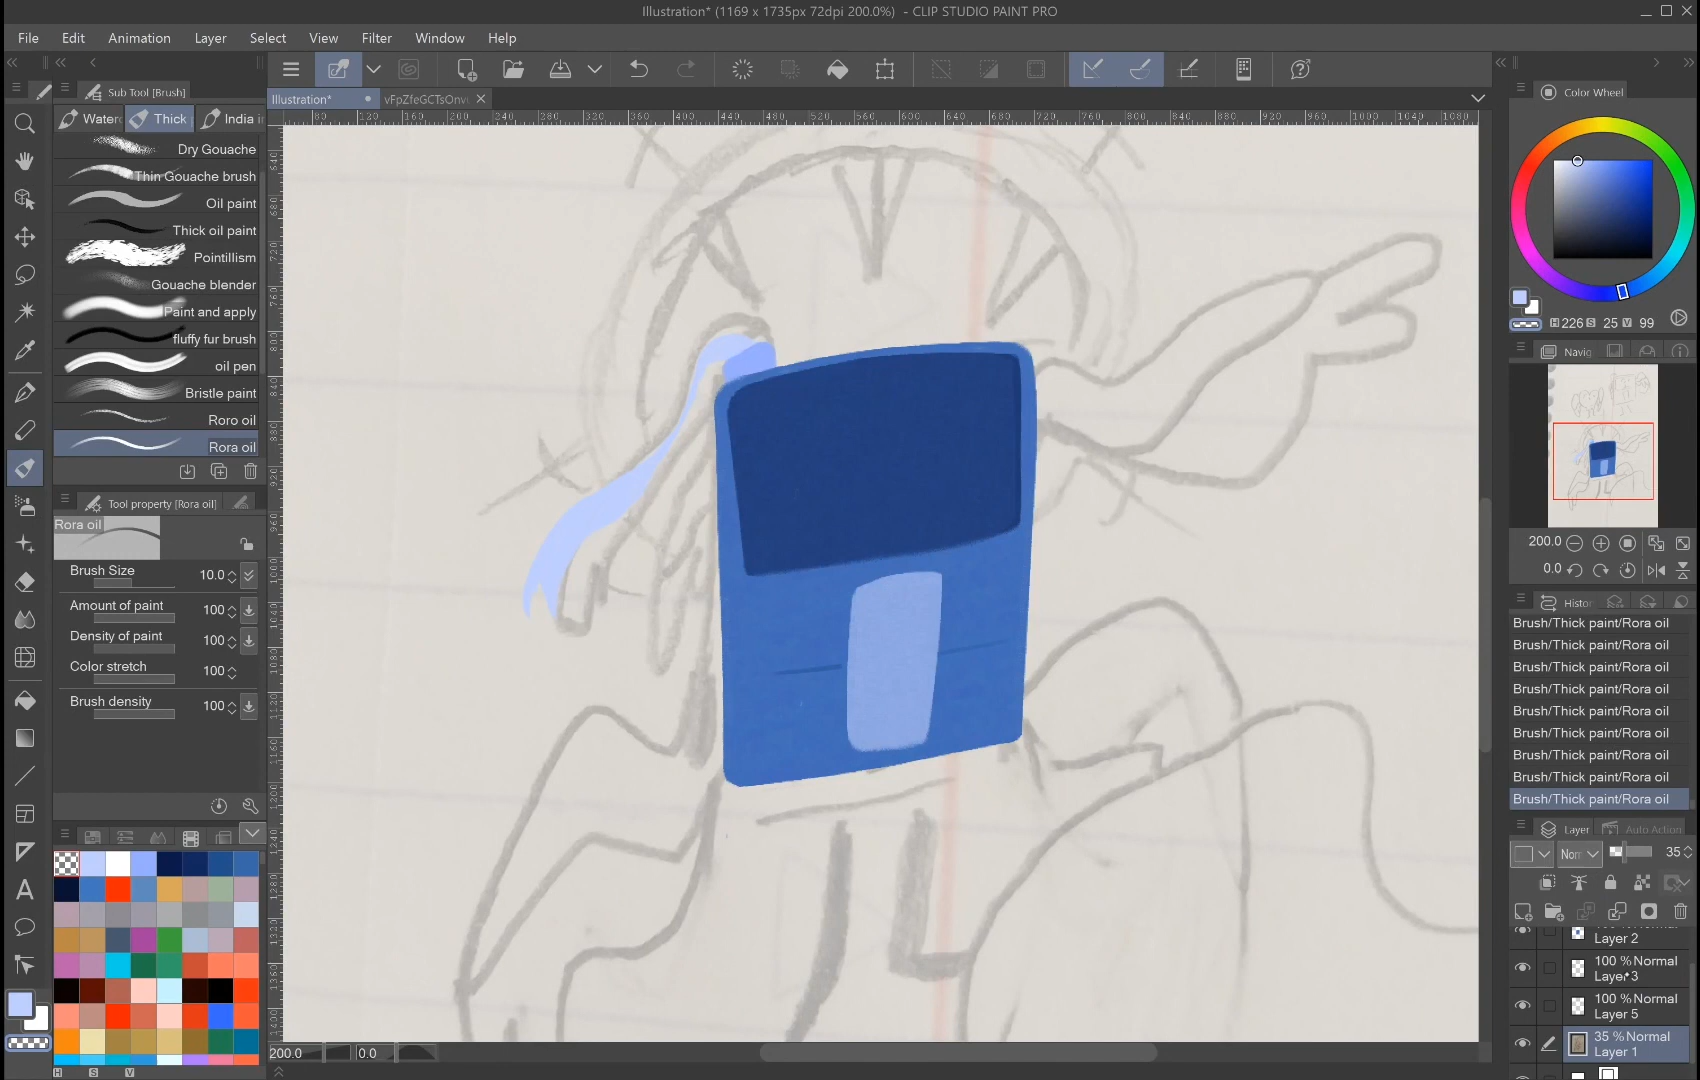 Illustration* (1169 x 1735px 72dpi 200.0%) - CLIP STUDIO PAINT PRO
File Edit Animation Layer Select View Filter Window Help
Sub Tool [Brush]
Illustration*
Color Wheel
Thick
India
Dry Gouache
Thin Gouache brush
Oil paint
Thick oil paint
Pointillism
Gouache blender
Paint and apply
fluffy fur brush
oil pen
Bristle paint
Roro oil
Rora oil
Tool property [Rora oil]
Rora oil
Brush Size 10.0
Amount of paint 100
Density of paint 100
Color stretch 100
Brush density 100
200.0 0.0
H 226 S 25 V 99
Navig
200.0
0.0
Histor
Brush/Thick paint/Rora oil
Brush/Thick paint/Rora oil
Brush/Thick paint/Rora oil
Brush/Thick paint/Rora oil
Brush/Thick paint/Rora oil
Brush/Thick paint/Rora oil
Brush/Thick paint/Rora oil
Brush/Thick paint/Rora oil
Brush/Thick paint/Rora oil
Layer Auto Action
Norr 35
Layer 2
100 % Normal
Layer 3
100 % Normal
Layer 5
35 % Normal
Layer 1
H S V